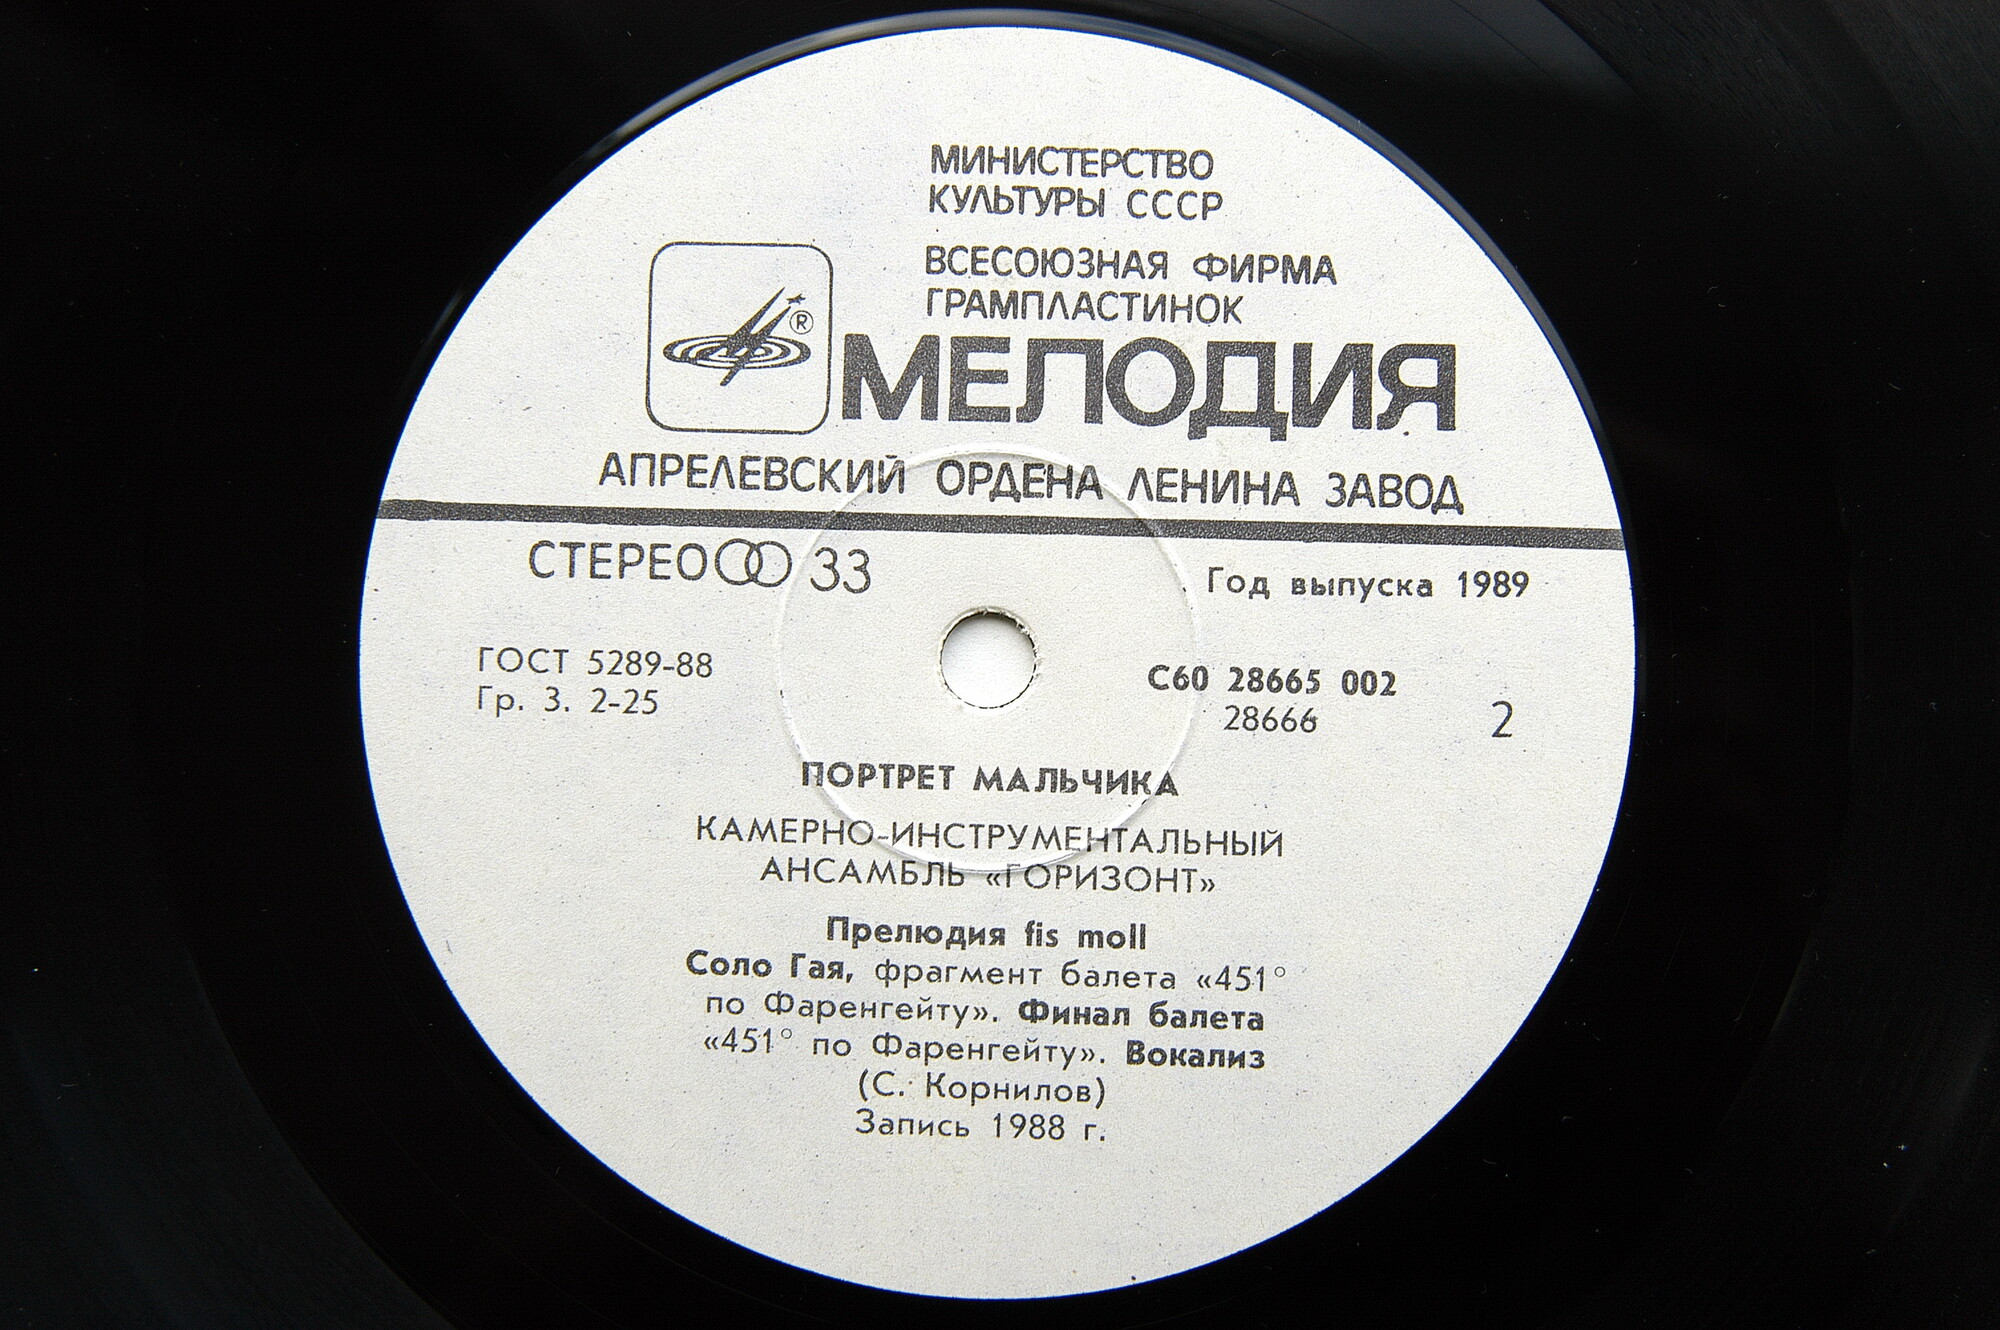 МИНИСТЕРСТВО
КУЛЬТУРЫ СССР
ВСЕСОЮЗНАЯ ФИРМА
ГРАМПЛАСТИНОК
®
МЕЛОДИЯ
АПРЕЛЕВСКИЙ ОРДЕНА ЛЕНИНА ЗАВОД
СТЕРЕО 33
Год выпуска 1989
ГОСТ 5289-88
Гр. 3. 2-25
С60 28665 002
28666
2
ПОРТРЕТ МАЛЬЧИКА
КАМЕРНО-ИНСТРУМЕНТАЛЬНЫЙ
АНСАМБЛЬ «ГОРИЗОНТ»
Прелюдия fis moll
Соло Гая, фрагмент балета «451°
по Фаренгейту». Финал балета
«451° по Фаренгейту». Вокализ
(С. Корнилов)
Запись 1988 г.